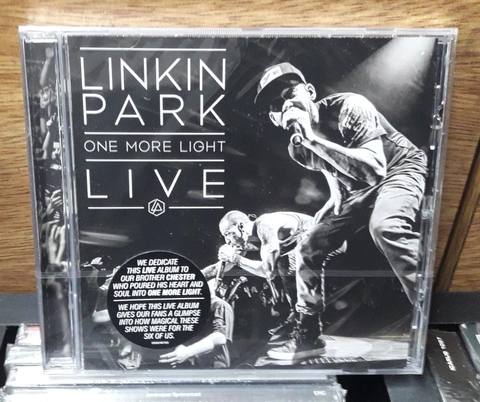 LINKIN
PARK
ONE MORE LIGHT
LIVE
WE DEDICATE
THIS LIVE ALBUM TO
OUR BROTHER CHESTER
WHO POURED HIS HEART AND
SOUL INTO ONE MORE LIGHT.
WE HOPE THIS LIVE ALBUM
GIVES OUR FANS A GLIMPSE
INTO HOW MAGICAL THESE
SHOWS WERE FOR THE
SIX OF US.